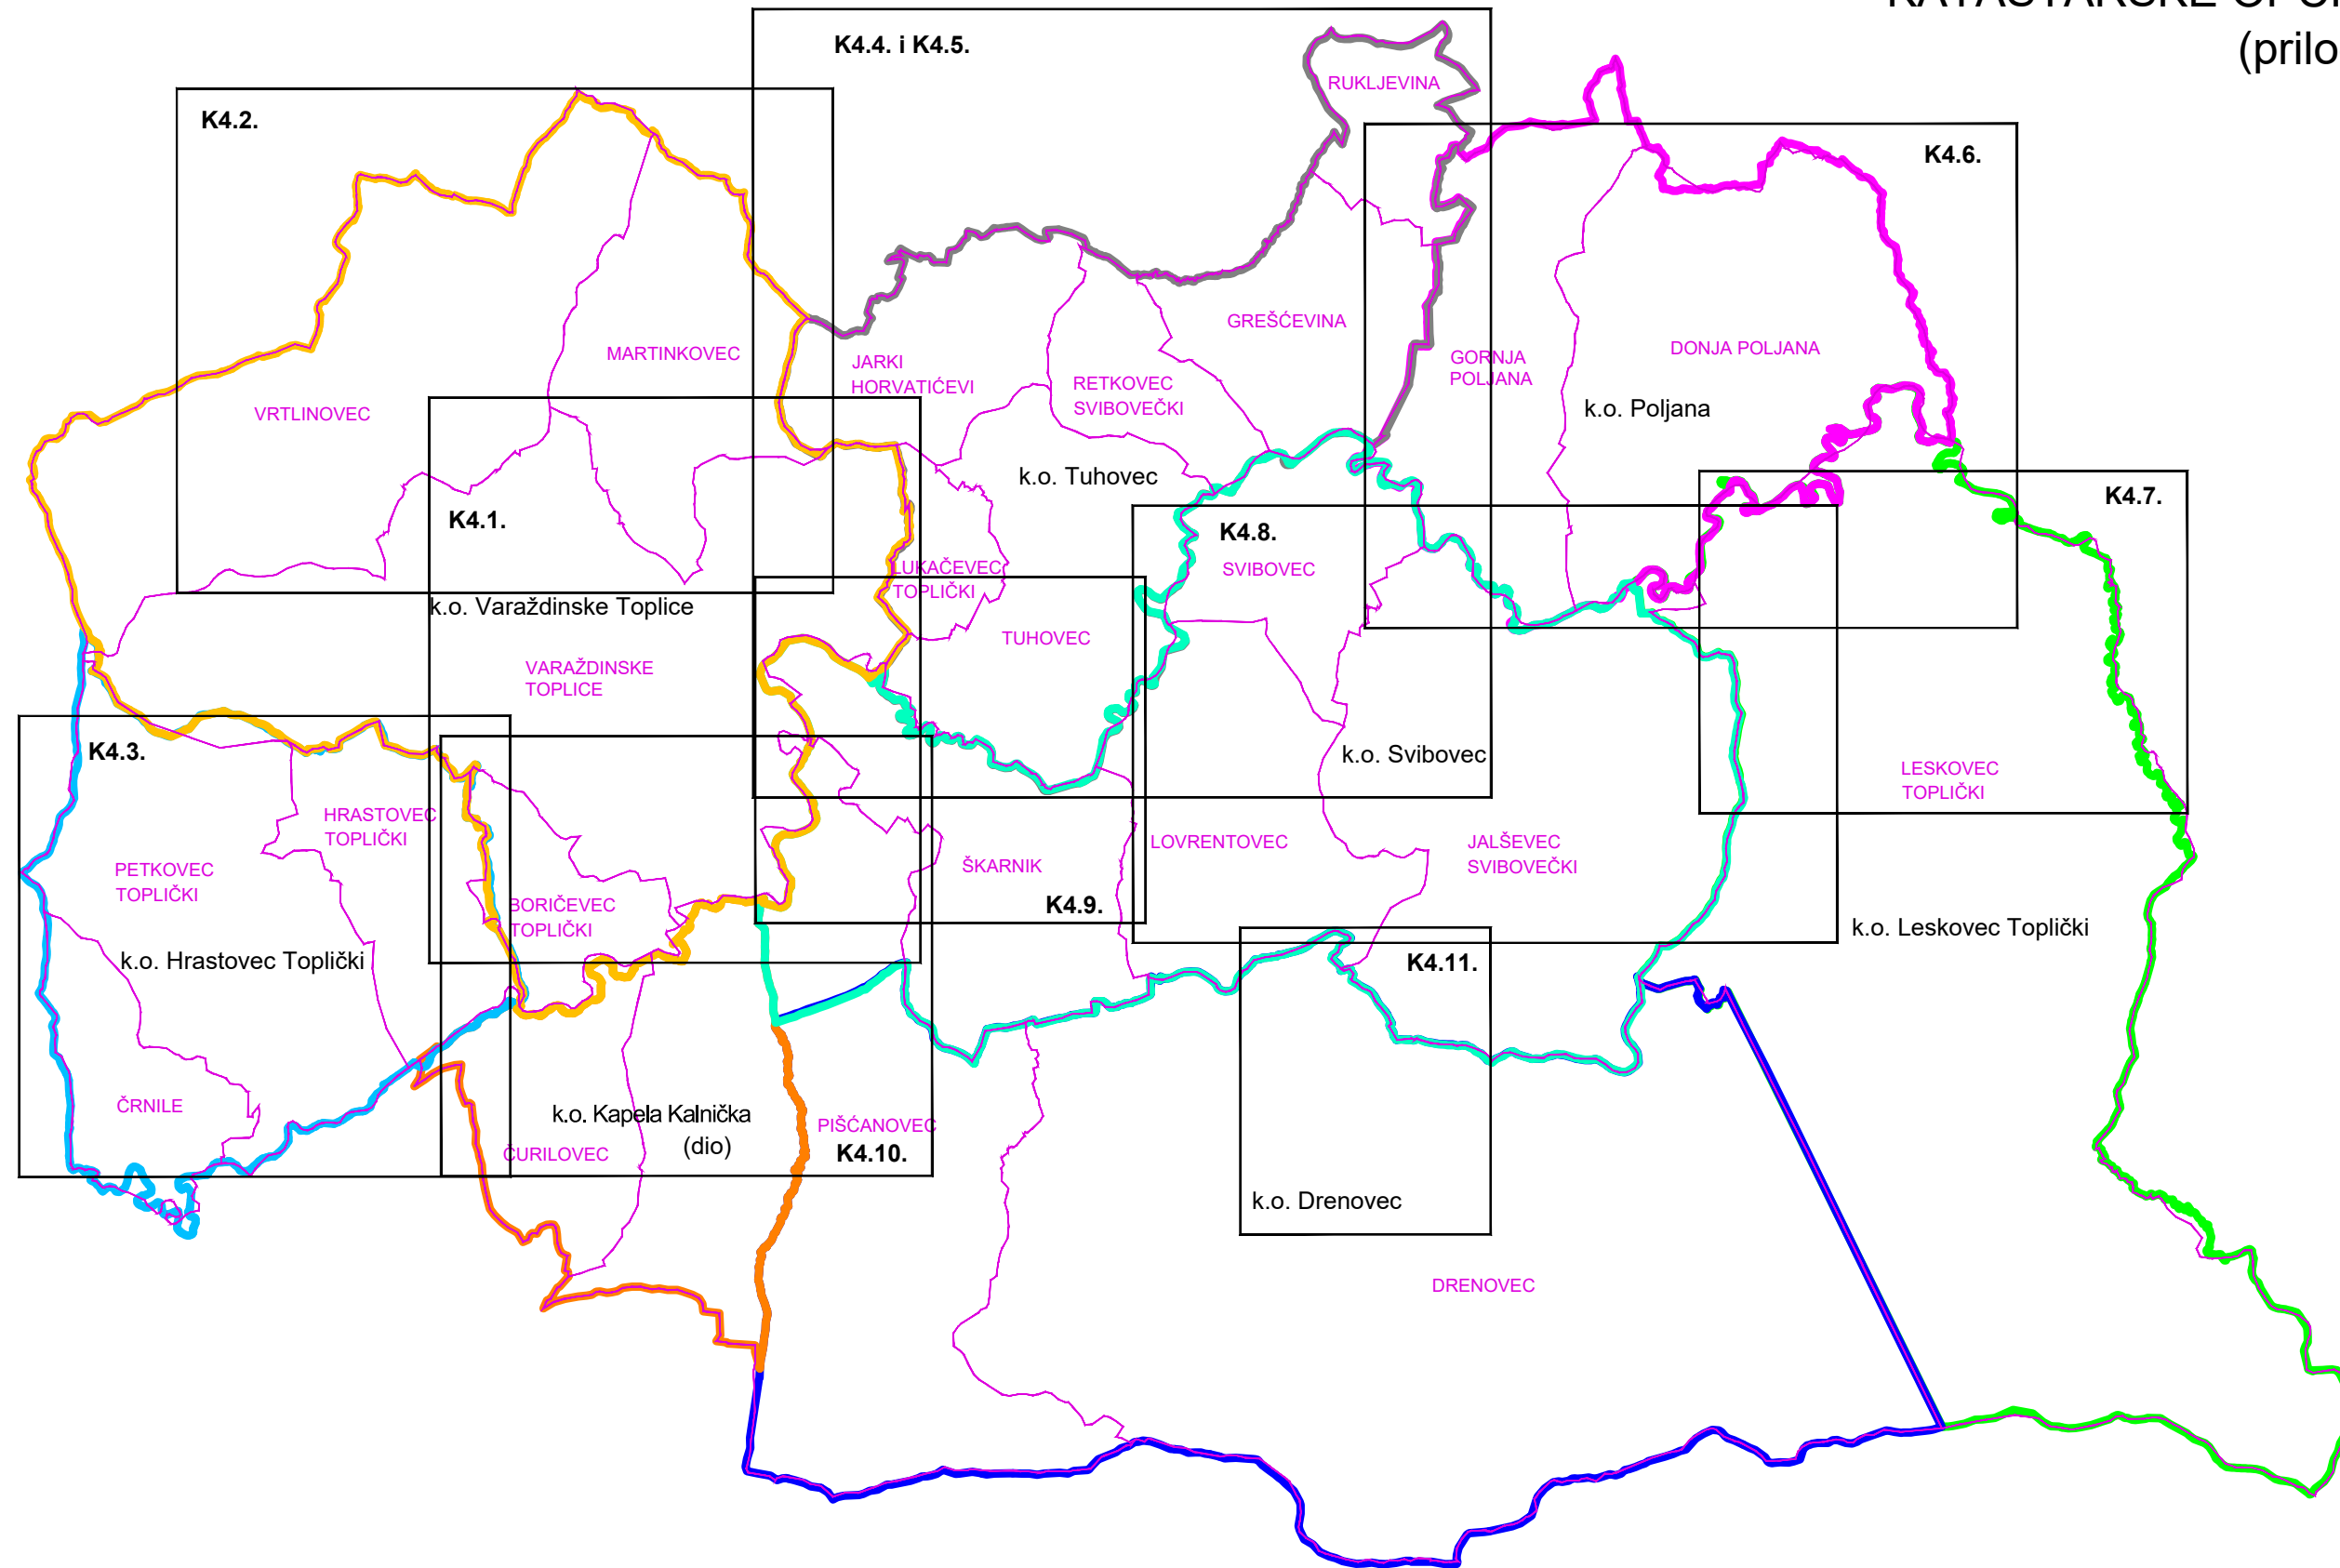 (prilo
K4.4. i K4.5.
RUKLJEVINA
K4.2.
K4.6.
GREŠĆEVINA
MARTINKOVEC
JARKI
HORVATIĆEVI
RETKOVEC
SVIBOVEČKI
GORNJA
POLJANA
DONJA POLJANA
VRTLINOVEC
k.o. Poljana
k.o. Tuhovec
K4.7.
K4.1.
K4.8.
SVIBOVEC
LUKAČEVEC
TOPLIČKI
k.o. Varaždinske Toplice
TUHOVEC
VARAŽDINSKE
TOPLICE
K4.3.
k.o. Svibovec
LESKOVEC
TOPLIČKI
HRASTOVEC
TOPLIČKI
LOVRENTOVEC
JALŠEVEC
SVIBOVEČKI
PETKOVEC
TOPLIČKI
ŠKARNIK
BORIČEVEC
TOPLIČKI
K4.9.
k.o. Leskovec Toplički
k.o. Hrastovec Toplički
K4.11.
ČRNILE
k.o. Kapela Kalnička
(dio)
PIŠĆANOVEC
ČURILOVEC
K4.10.
k.o. Drenovec
DRENOVEC